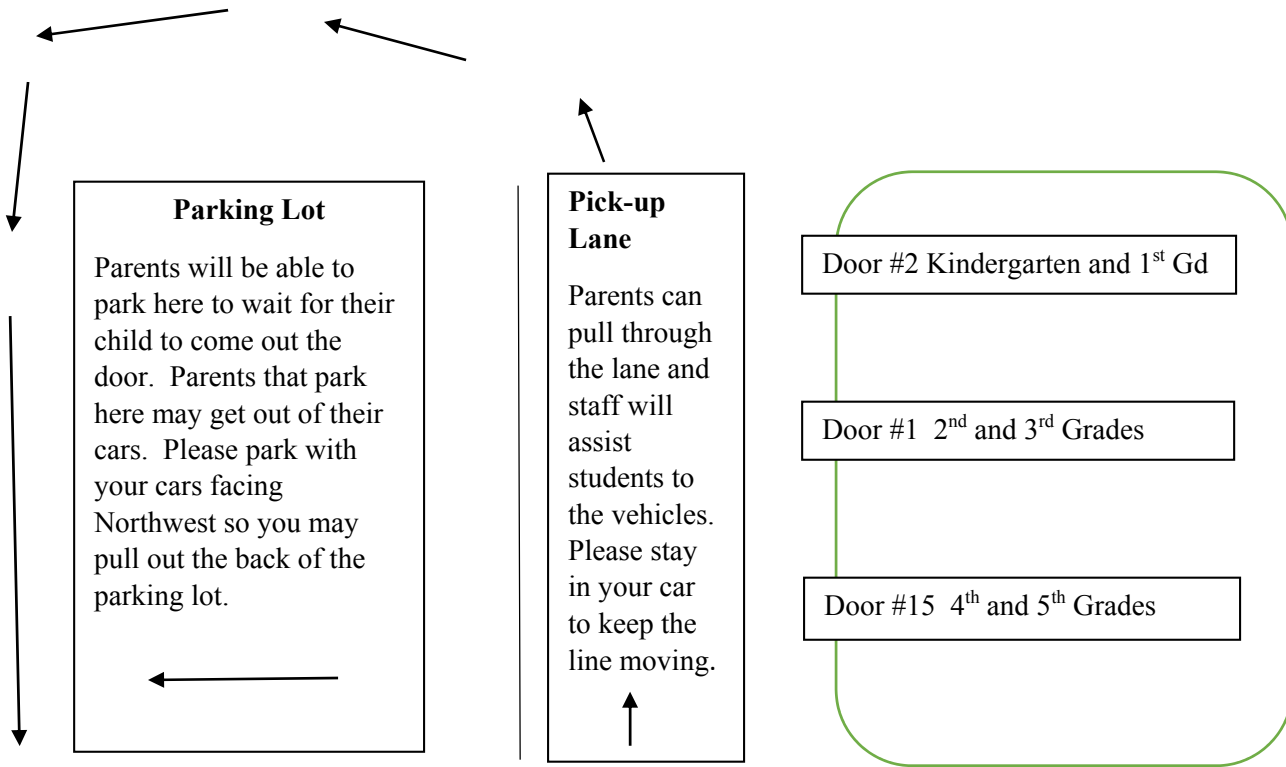 Parking Lot
Parents will be able to
park here to wait for their
child to come out the
door.  Parents that park
here may get out of their
cars.  Please park with
your cars facing
Northwest so you may
pull out the back of the
parking lot.
Pick-up
Lane
Parents can
pull through
the lane and
staff will
assist
students to
the vehicles.
Please stay
in your car
to keep the
line moving.
Door #2 Kindergarten and 1st Gd
Door #1  2nd and 3rd Grades
Door #15  4th and 5th Grades